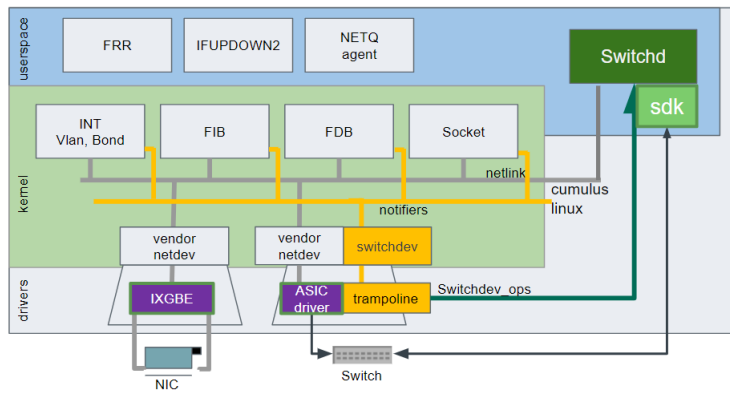 userspace
FRR
IFUPDOWN2
NETQ
agent
Switchd
sdk
kernel
INT
Vlan, Bond
FIB
FDB
Socket
netlink
cumulus
linux
notifiers
vendor
netdev
vendor
netdev
switchdev
drivers
IXGBE
ASIC
driver
trampoline
Switchdev_ops
NIC
Switch